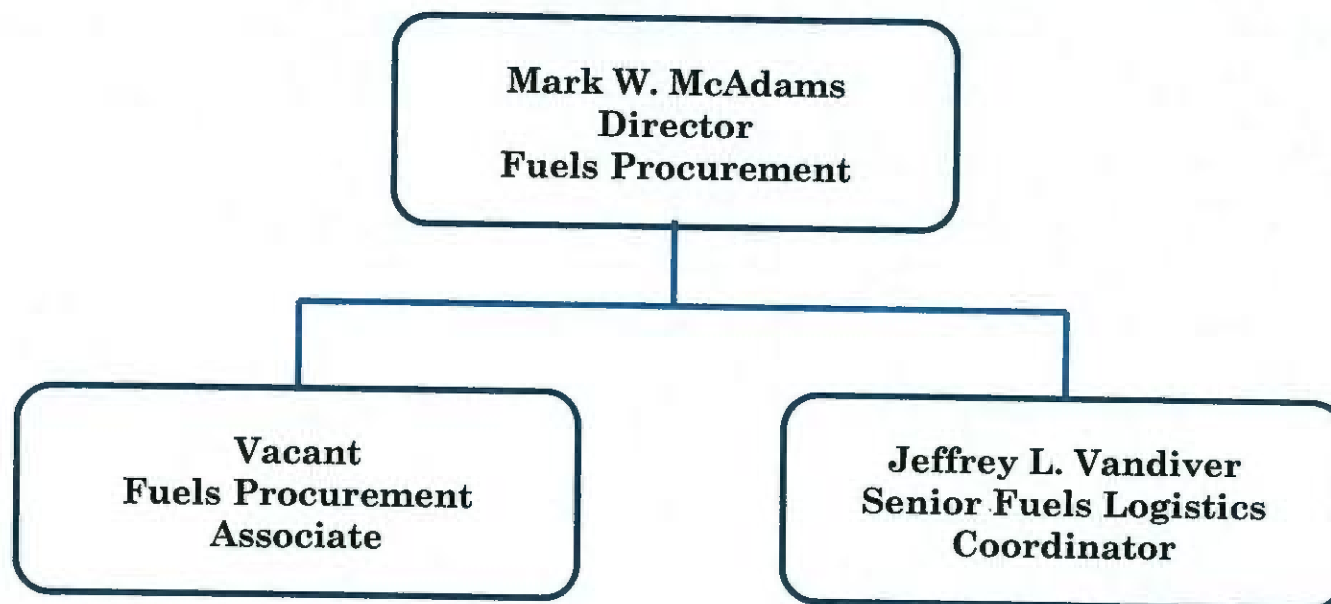 Mark W. McAdams
Director
Fuels Procurement
Vacant
Fuels Procurement
Associate
Jeffrey L. Vandiver
Senior Fuels Logistics
Coordinator